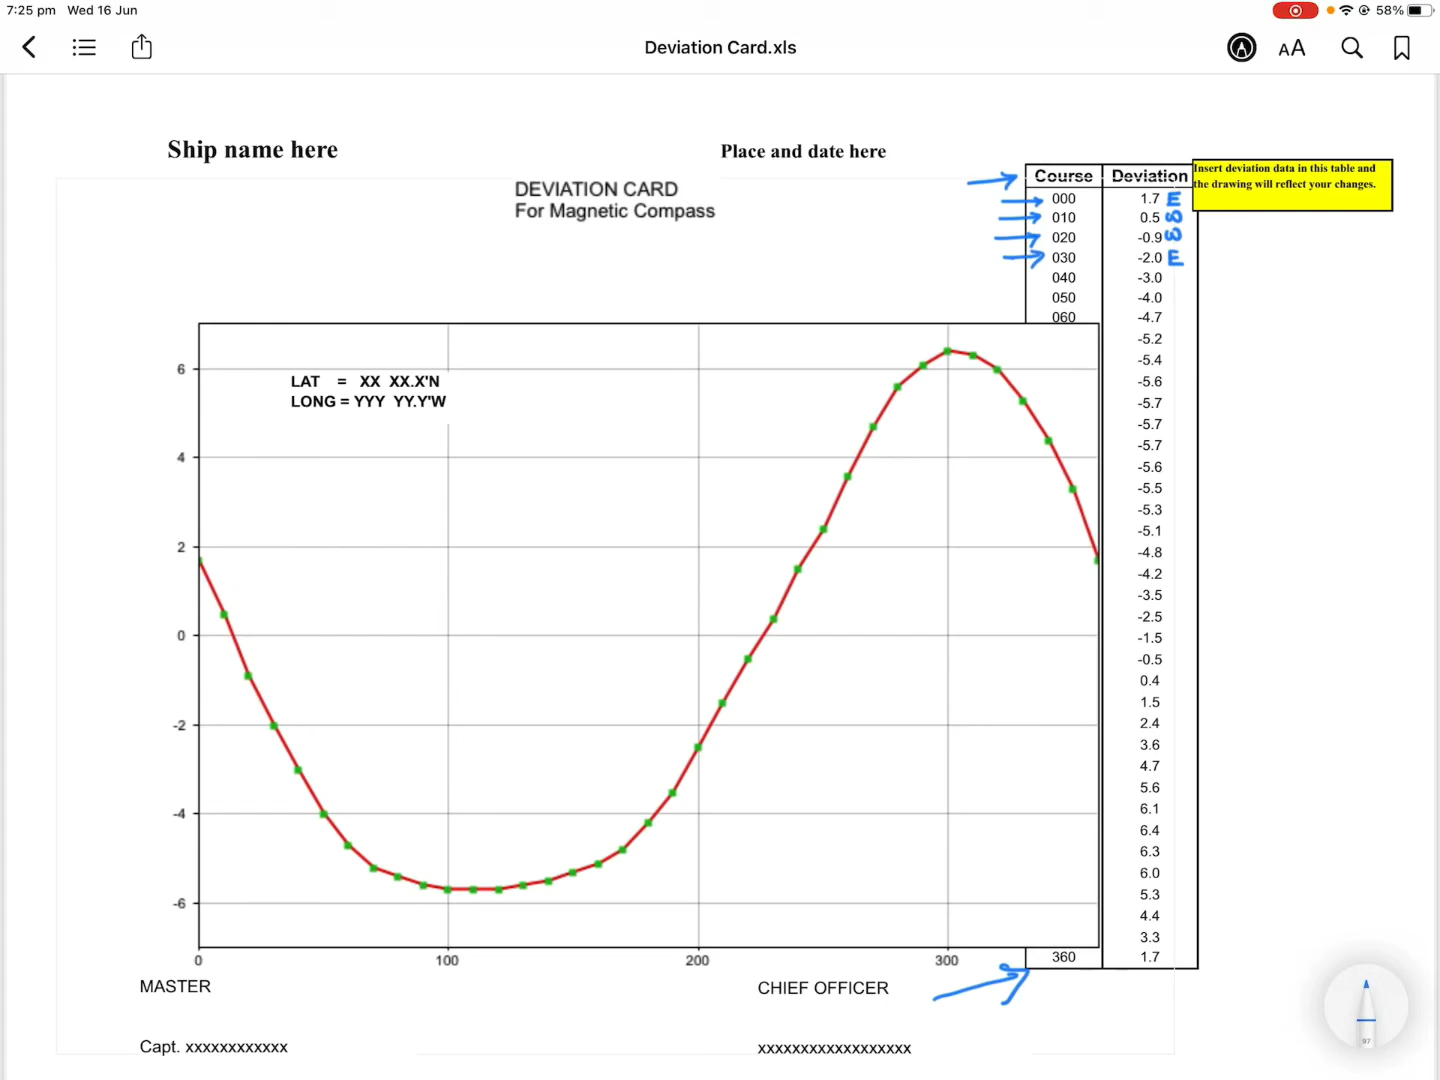 7:25 pm Wed 16 Jun
58%
Deviation Card.xls
AA
Ship name here
Place and date here
DEVIATION CARD
For Magnetic Compass
Insert deviation data in this table and
the drawing will reflect your changes.
Course Deviation
000 1.7 E
010 0.5
020 -0.9
030 -2.0 E
040 -3.0
050 -4.0
060 -4.7
-5.2
-5.4
-5.6
-5.7
-5.7
-5.7
-5.6
-5.5
-5.3
-5.1
-4.8
-4.2
-3.5
-2.5
-1.5
-0.5
0.4
1.5
2.4
3.6
4.7
5.6
6.1
6.4
6.3
6.0
5.3
4.4
3.3
360 1.7
LAT = XX XX.X'N
LONG = YYY YY.Y'W
6
4
2
0
-2
-4
-6
0 100 200 300
MASTER
CHIEF OFFICER
Capt. xxxxxxxxxxxx
xxxxxxxxxxxxxxxxxx
97